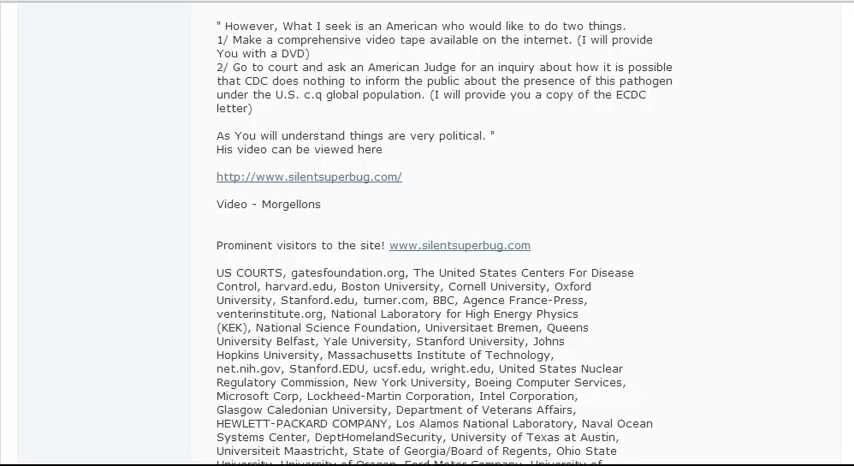 " However, What I seek is an American who would like to do two things.
1/ Make a comprehensive video tape available on the internet. (I will provide
You with a DVD)
2/ Go to court and ask an American Judge for an inquiry about how it is possible
that CDC does nothing to inform the public about the presence of this pathogen
under the U.S. c.q global population. (I will provide you a copy of the ECDC
letter)
As You will understand things are very political. "
His video can be viewed here
http://www.silentsuperbug.com/
Video - Morgellons
Prominent visitors to the site! www.silentsuperbug.com
US COURTS, gatesfoundation.org, The United States Centers For Disease
Control, harvard.edu, Boston University, Cornell University, Oxford
University, Stanford.edu, turner.com, BBC, Agence France-Press,
venterinstitute.org, National Laboratory for High Energy Physics
(KEK), National Science Foundation, Universitaet Bremen, Queens
University Belfast, Yale University, Stanford University, Johns
Hopkins University, Massachusetts Institute of Technology,
net.nih.gov, Stanford.EDU, ucsf.edu, wright.edu, United States Nuclear
Regulatory Commission, New York University, Boeing Computer Services,
Microsoft Corp, Lockheed-Martin Corporation, Intel Corporation,
Glasgow Caledonian University, Department of Veterans Affairs,
HEWLETT-PACKARD COMPANY, Los Alamos National Laboratory, Naval Ocean
Systems Center, DeptHomelandSecurity, University of Texas at Austin,
Universiteit Maastricht, State of Georgia/Board of Regents, Ohio State
University, University of Oregon, Ford Motor Company, University of